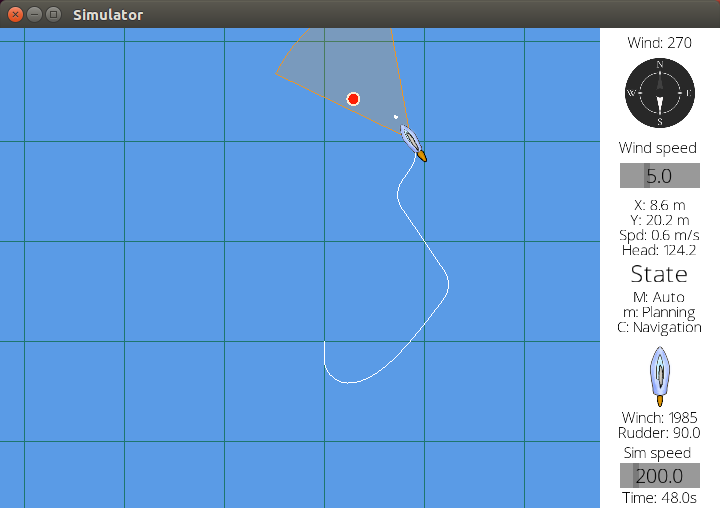 Simulator
Wind: 270
N
W E
S
Wind speed
5.0
X: 8.6 m
Y: 20.2 m
Spd: 0.6 m/s
Head: 124.2
State
M: Auto
m: Planning
C: Navigation
Winch: 1985
Rudder: 90.0
Sim speed
200.0
Time: 48.0s